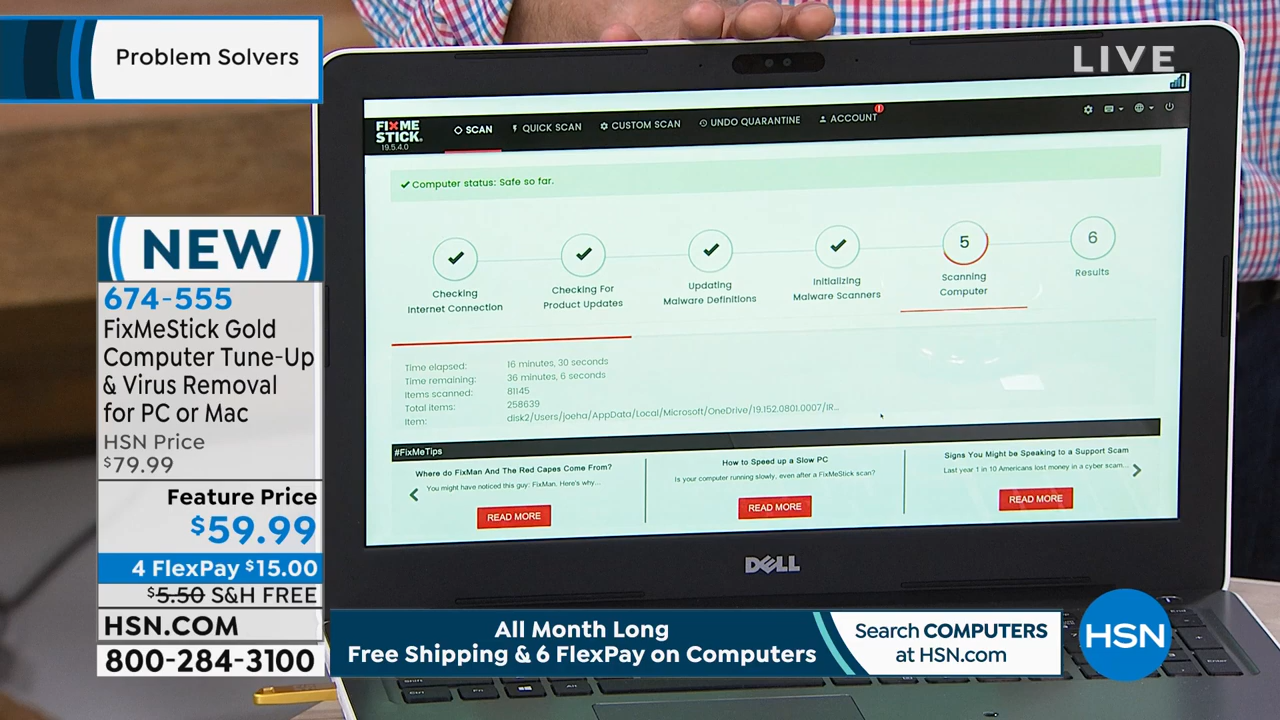 Problem Solvers
LIVE
NEW
674-555
FixMeStick Gold
Computer Tune-Up
& Virus Removal
for PC or Mac
HSN Price
$79.99
Feature Price
$59.99
4 FlexPay $15.00
$5.50 S&H FREE
HSN.COM
800-284-3100
FIXME
STICK.
19.5.4.0
SCAN
QUICK SCAN
CUSTOM SCAN
UNDO QUARANTINE
ACCOUNT
Computer status: Safe so far.
Checking
Internet Connection
Checking For
Product Updates
Updating
Malware Definitions
Initializing
Malware Scanners
5
Scanning
Computer
6
Results
Time elapsed: 16 minutes, 30 seconds
Time remaining: 36 minutes, 6 seconds
Items scanned: 81145
Total items: 258639
Item: disk2/Users/joeha/AppData/Local/Microsoft/OneDrive/19.152.0801.0007/IR...
#FixMeTips
Where do FixMan And The Red Capes Come From?
You might have noticed this guy: FixMan. Here's why...
READ MORE
How to Speed up a Slow PC
Is your computer running slowly, even after a FixMeStick scan?
READ MORE
Signs You Might be Speaking to a Support Scam
Last year 1 in 10 Americans lost money in a cyber scam...
READ MORE
DELL
All Month Long
Free Shipping & 6 FlexPay on Computers
Search COMPUTERS
at HSN.com
HSN